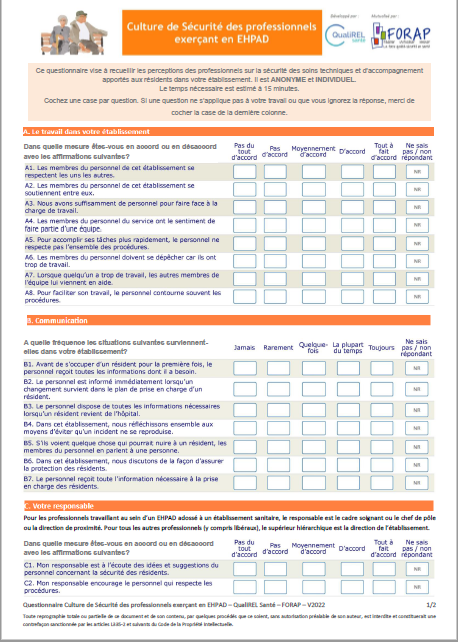 Culture de Sécurité des professionnels
exerçant en EHPAD
Développé par :
QualiREL
Santé
Mutualisé par :
FORAP
Ce questionnaire vise à recueillir les perceptions des professionnels sur la sécurité des soins techniques et d'accompagnement
apportés aux résidents dans votre établissement. Il est ANONYME et INDIVIDUEL.
Le temps nécessaire est estimé à 15 minutes.
Cochez une case par question. Si une question ne s'applique pas à votre travail ou que vous ignorez la réponse, merci de
cocher la case de la dernière colonne.
A. Le travail dans votre établissement
Dans quelle mesure êtes-vous en accord ou en désaccord
avec les affirmations suivantes?
Pas du
tout
d'accord
Pas
d'accord
Moyennement
d'accord
D'accord
Tout à
fait
d'accord
Ne sais
pas / non
répondant
A1. Les membres du personnel de cet établissement se
respectent les uns les autres.
NR
A2. Les membres du personnel de cet établissement se
soutiennent entre eux.
NR
A3. Nous avons suffisamment de personnel pour faire face à la
charge de travail.
NR
A4. Les membres du personnel du service ont le sentiment de
faire partie d'une équipe.
NR
A5. Pour accomplir ses tâches plus rapidement, le personnel ne
respecte pas l'ensemble des procédures.
NR
A6. Les membres du personnel doivent se dépêcher car ils ont
trop de travail.
NR
A7. Lorsque quelqu'un a trop de travail, les autres membres de
l'équipe lui viennent en aide.
NR
A8. Pour faciliter son travail, le personnel contourne souvent les
procédures.
NR
B. Communication
A quelle fréquence les situations suivantes surviennent-
elles dans votre établissement?
Jamais
Rarement
Quelque-
fois
La plupart
du temps
Toujours
Ne sais
pas / non
répondant
B1. Avant de s'occuper d'un résident pour la première fois, le
personnel reçoit toutes les informations dont il a besoin.
NR
B2. Le personnel est informé immédiatement lorsqu'un
changement survient dans le plan de prise en charge d'un
résident.
NR
B3. Le personnel dispose de toutes les informations nécessaires
lorsqu'un résident revient de l'hôpital.
NR
B4. Dans cet établissement, nous réfléchissons ensemble aux
moyens d'éviter qu'un incident ne se reproduise.
NR
B5. S'ils voient quelque chose qui pourrait nuire à un résident, les
membres du personnel en parlent à une personne.
NR
B6. Dans cet établissement, nous discutons de la façon d'assurer
la protection des résidents.
NR
B7. Le personnel reçoit toute l'information nécessaire à la prise
en charge des résidents.
NR
C. Votre responsable
Pour les professionnels travaillant au sein d'un EHPAD adossé à un établissement sanitaire, le responsable est le cadre soignant ou le chef de pôle
ou la direction de proximité. Pour tous les autres professionnels (y compris libéraux), le supérieur hiérarchique est la direction de l'établissement.
Dans quelle mesure êtes-vous en accord ou en désaccord
avec les affirmations suivantes?
Pas du
tout
d'accord
Pas
d'accord
Moyennement
d'accord
D'accord
Tout à
fait
d'accord
Ne sais
pas / non
répondant
C1. Mon responsable est à l'écoute des idées et suggestions du
personnel concernant la sécurité des résidents.
NR
C2. Mon responsable encourage le personnel qui respecte les
procédures.
NR
Questionnaire Culture de Sécurité des professionnels exerçant en EHPAD – QualiREL Santé – FORAP – V2022
1/2
Toute reprographie totale ou partielle de ce document et de son contenu, par quelques procédés que ce soient, sans autorisation préalable de son auteur, est interdite et constituerait une
contrefaçon sanctionnée par les articles L335-2 et suivants du Code de la Propriété Intellectuelle.